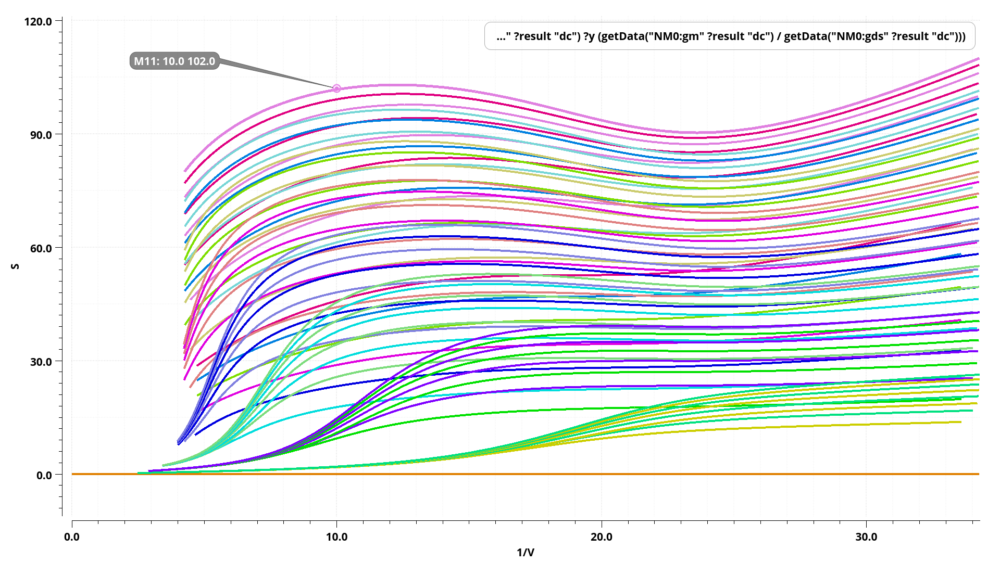 120.0
..." ?result "dc") ?y (getData("NM0:gm" ?result "dc") / getData("NM0:gds" ?result "dc")))
M11: 10.0 102.0
90.0
60.0
S
30.0
0.0
0.0 10.0 20.0 30.0
1/V